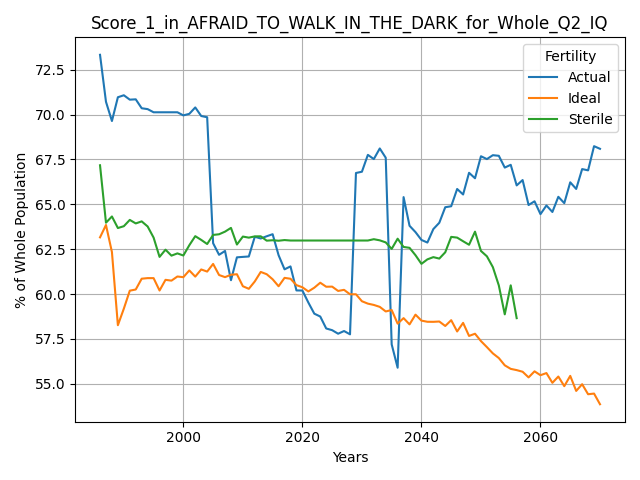 Score_1_in_AFRAID_TO_WALK_IN_THE_DARK_for_Whole_Q2_IQ
Fertility
Actual
Ideal
Sterile
% of Whole Population
72.5
70.0
67.5
65.0
62.5
60.0
57.5
55.0
2000 2020 2040 2060
Years